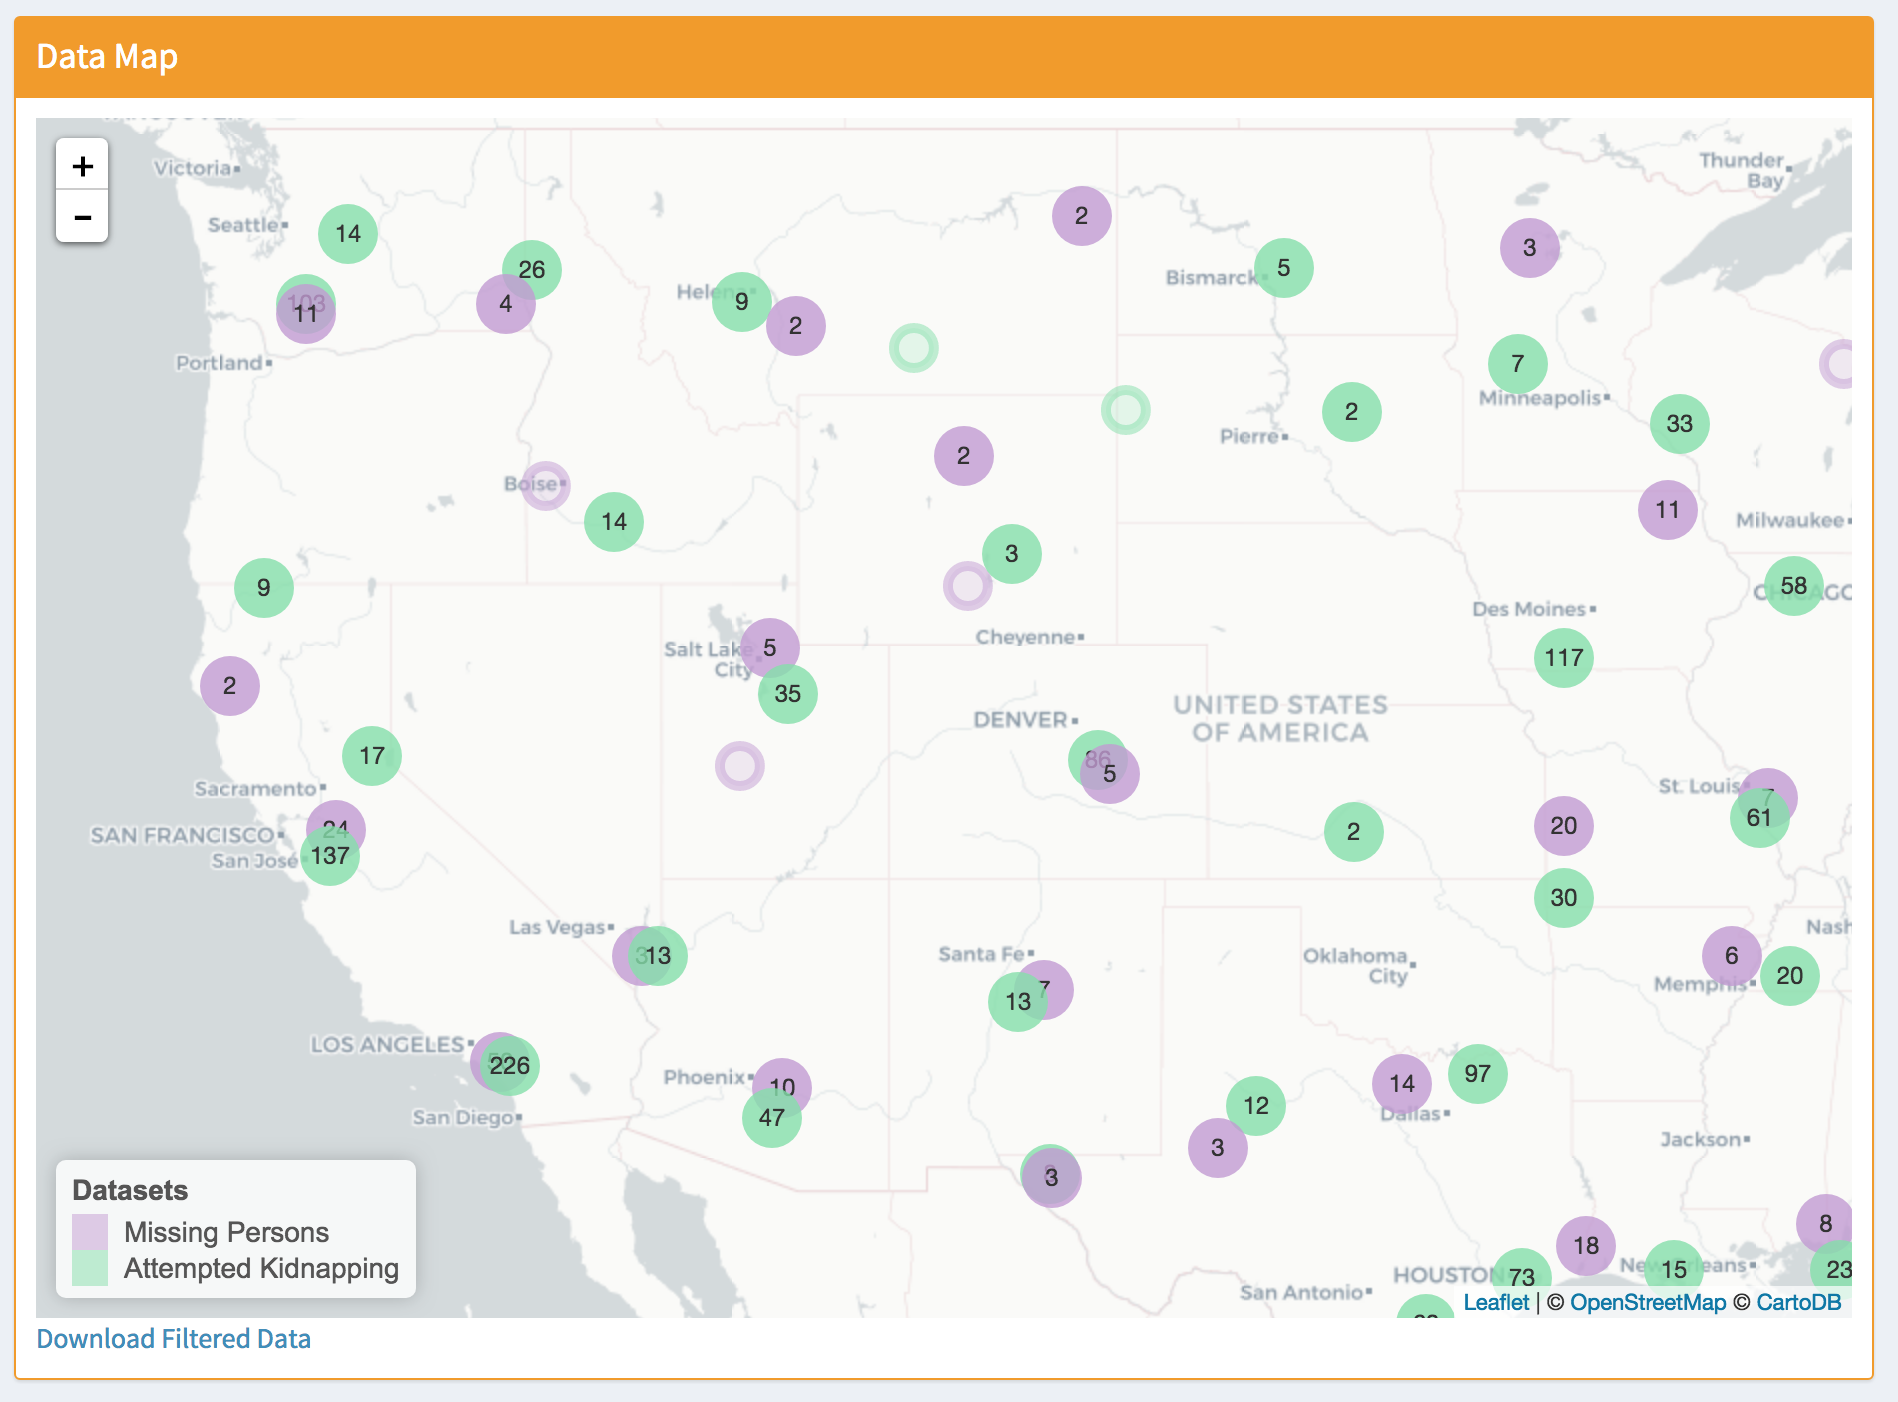 Data Map
+
−
Victoria
Thunder
Bay
Seattle
14
2
3
26
Bismarck
5
103
11
4
Helena
9
2
Portland
7
Minneapolis
2
33
Pierre
2
Boise
14
11
Milwaukee
3
9
58
CHICAGO
Des Moines
Cheyenne
Salt Lake
City
5
117
2
35
UNITED STATES
OF AMERICA
DENVER
17
86
5
Sacramento
St. Louis
7
61
24
SAN FRANCISCO
137
San José
2
20
30
Las Vegas
3
13
Santa Fe
7
13
Oklahoma
City
Nash
6
20
Memphis
LOS ANGELES
226
Phoenix
10
47
San Diego
14
97
Dallas
12
3
Jackson
3
8
18
HOUSTON
73
New Orleans
15
23
San Antonio
Datasets
Missing Persons
Attempted Kidnapping
Leaflet | © OpenStreetMap © CartoDB
Download Filtered Data